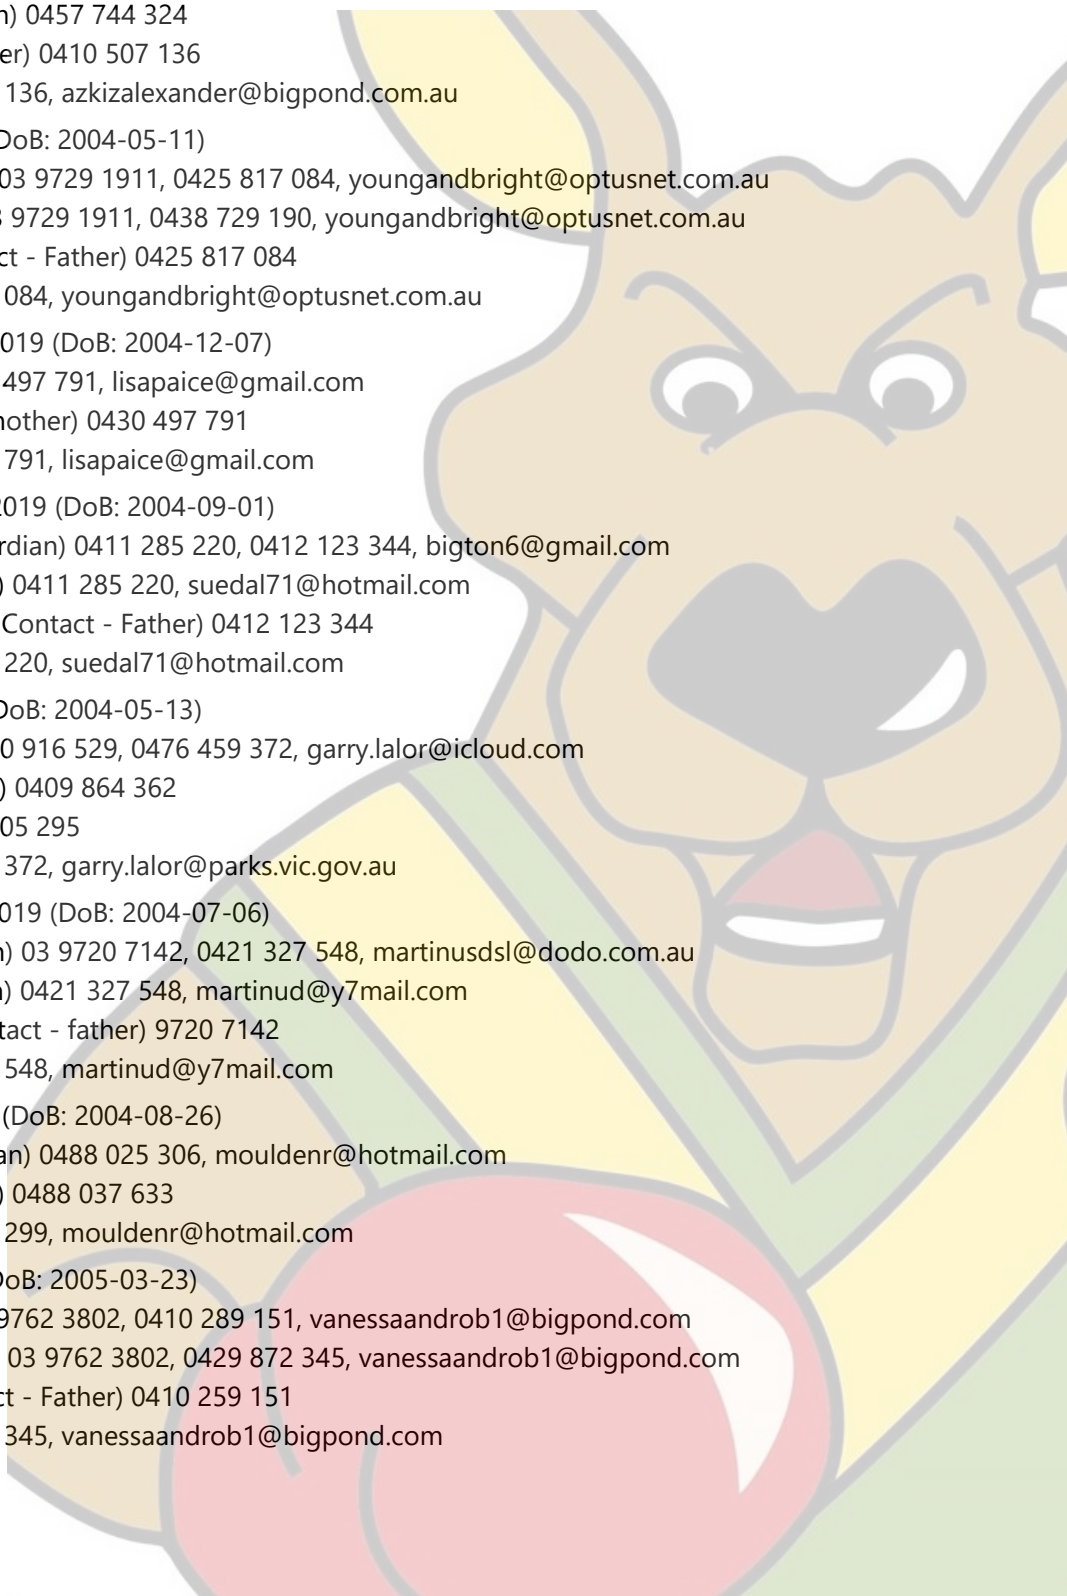 n) 0457 744 324
er) 0410 507 136
136, azkizalexander@bigpond.com.au
DoB: 2004-05-11)
03 9729 1911, 0425 817 084, youngandbright@optusnet.com.au
9729 1911, 0438 729 190, youngandbright@optusnet.com.au
ct - Father) 0425 817 084
084, youngandbright@optusnet.com.au
019 (DoB: 2004-12-07)
497 791, lisapaice@gmail.com
mother) 0430 497 791
791, lisapaice@gmail.com
2019 (DoB: 2004-09-01)
rdian) 0411 285 220, 0412 123 344, bigton6@gmail.com
) 0411 285 220, suedal71@hotmail.com
Contact - Father) 0412 123 344
220, suedal71@hotmail.com
DoB: 2004-05-13)
0 916 529, 0476 459 372, garry.lalor@icloud.com
) 0409 864 362
05 295
372, garry.lalor@parks.vic.gov.au
019 (DoB: 2004-07-06)
n) 03 9720 7142, 0421 327 548, martinusdsl@dodo.com.au
n) 0421 327 548, martinud@y7mail.com
tact - father) 9720 7142
548, martinud@y7mail.com
(DoB: 2004-08-26)
an) 0488 025 306, mouldenr@hotmail.com
) 0488 037 633
299, mouldenr@hotmail.com
DoB: 2005-03-23)
9762 3802, 0410 289 151, vanessaandrob1@bigpond.com
03 9762 3802, 0429 872 345, vanessaandrob1@bigpond.com
ct - Father) 0410 259 151
345, vanessaandrob1@bigpond.com